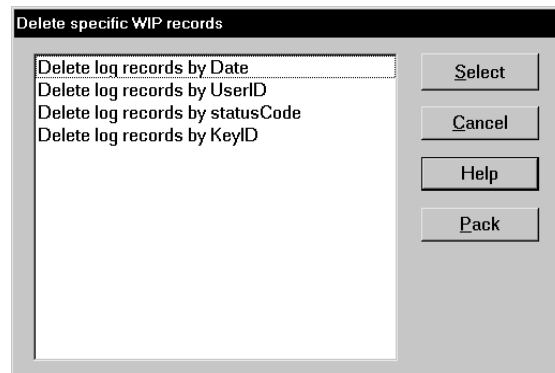 Delete specific WIP records
Delete log records by Date
Delete log records by UserID
Delete log records by statusCode
Delete log records by KeyID
Select
Cancel
Help
Pack